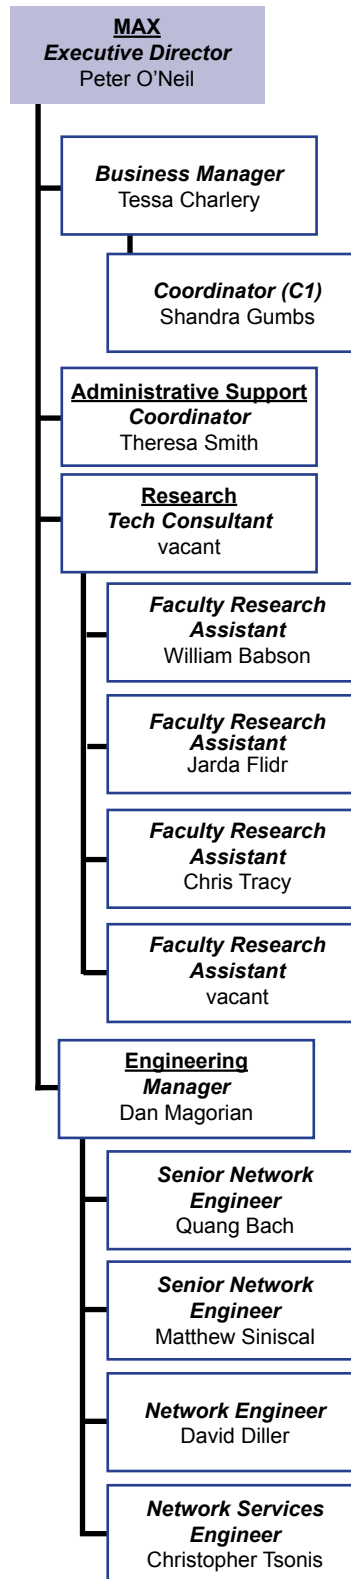 MAX
Executive Director
Peter O’Neil
Business Manager
Tessa Charlery
Coordinator (C1)
Shandra Gumbs
Administrative Support
Coordinator
Theresa Smith
Research
Tech Consultant
vacant
Faculty Research
Assistant
William Babson
Faculty Research
Assistant
Jarda Flidr
Faculty Research
Assistant
Chris Tracy
Faculty Research
Assistant
vacant
Engineering
Manager
Dan Magorian
Senior Network
Engineer
Quang Bach
Senior Network
Engineer
Matthew Siniscal
Network Engineer
David Diller
Network Services
Engineer
Christopher Tsonis